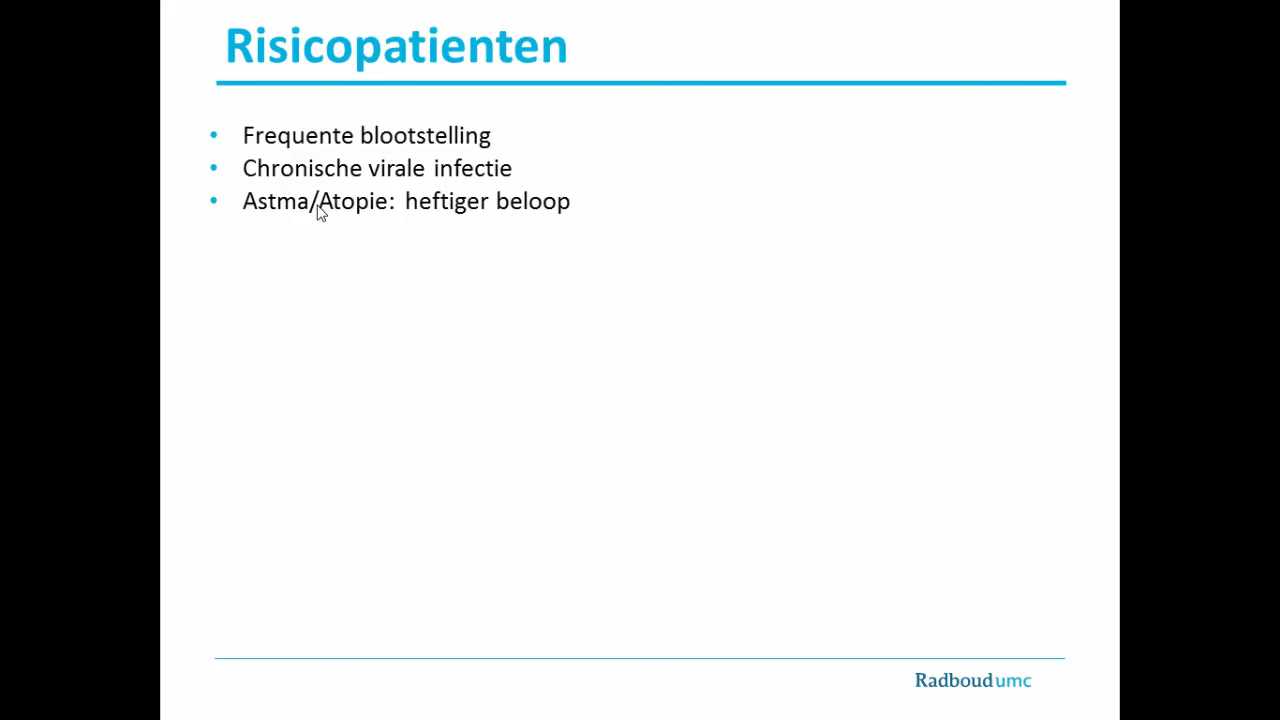 Risicopatienten
• Frequente blootstelling
• Chronische virale infectie
• Astma/Atopie: heftiger beloop
Radboudumc